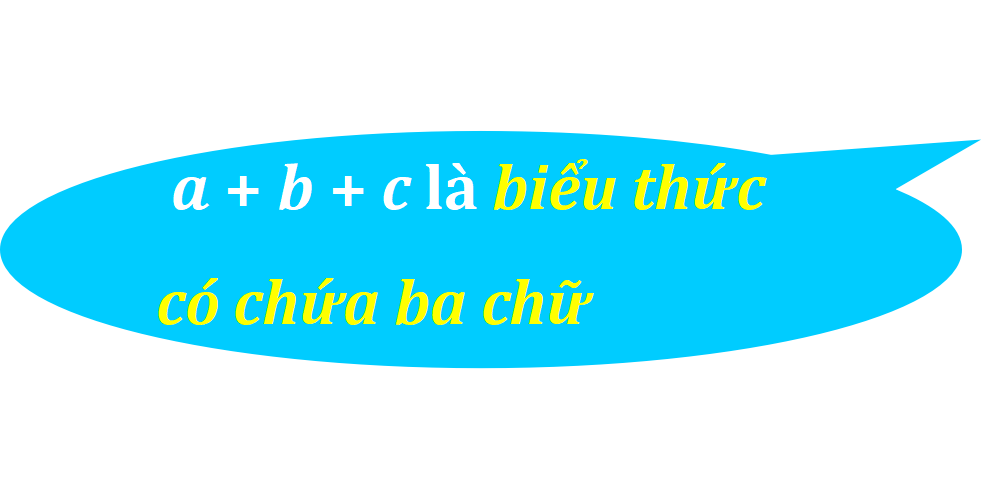 a + b + c là biểu thức
có chứa ba chữ